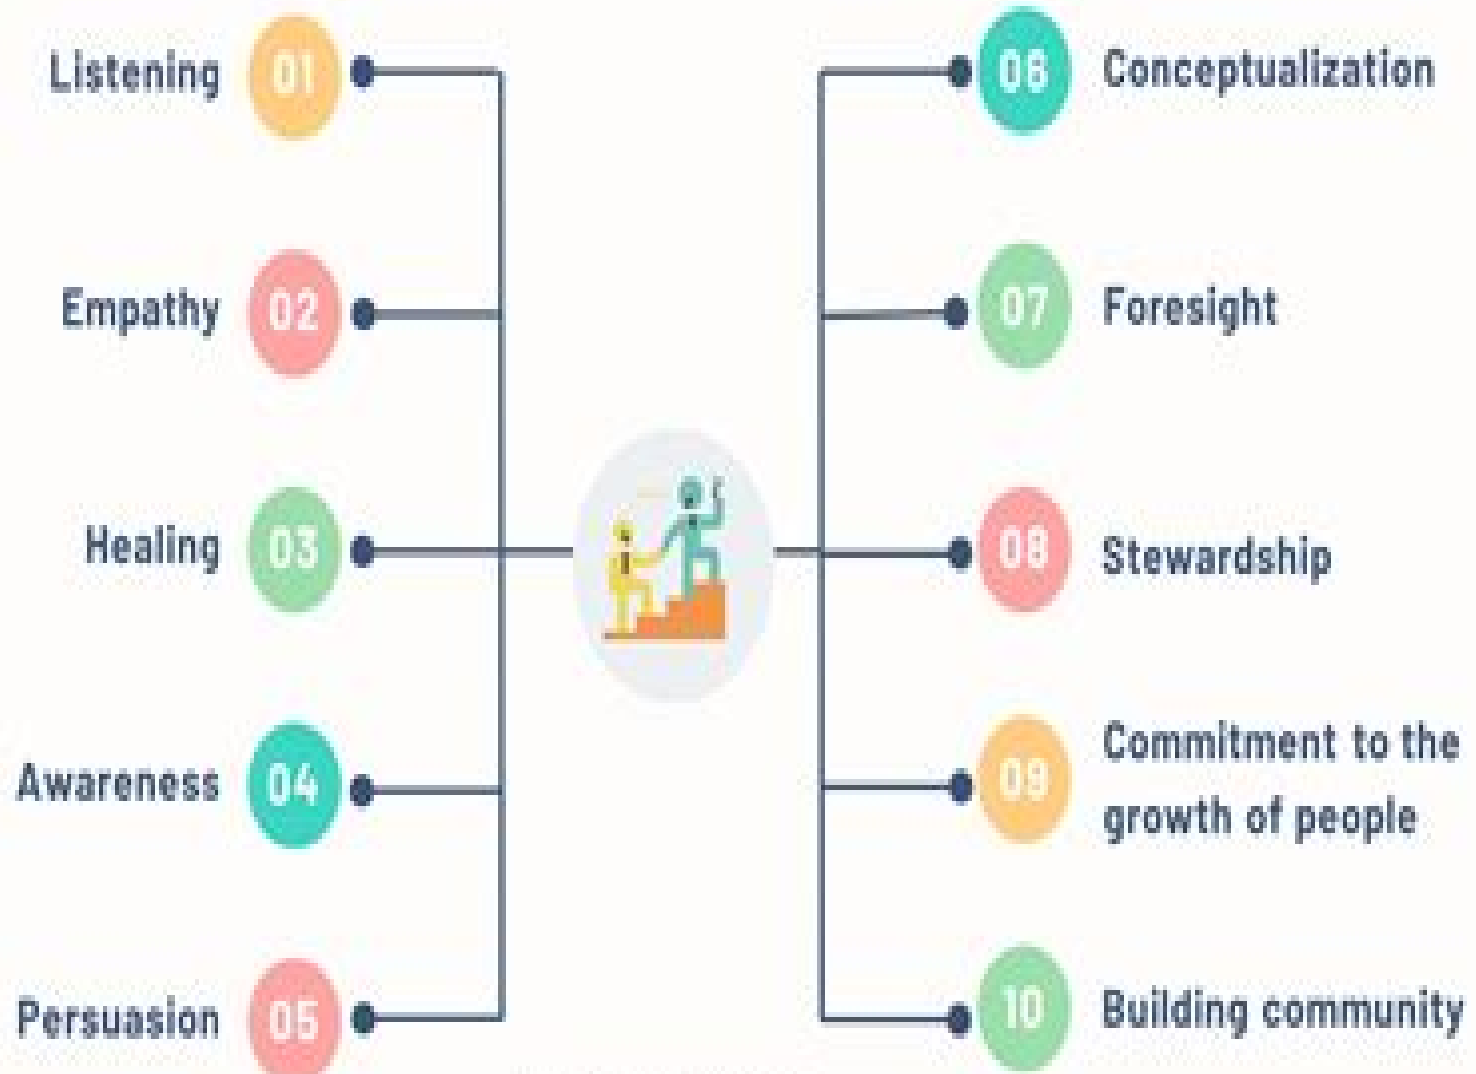 Listening 01
Empathy 02
Healing 03
Awareness 04
Persuasion 05
06 Conceptualization
07 Foresight
08 Stewardship
09 Commitment to the
growth of people
10 Building community